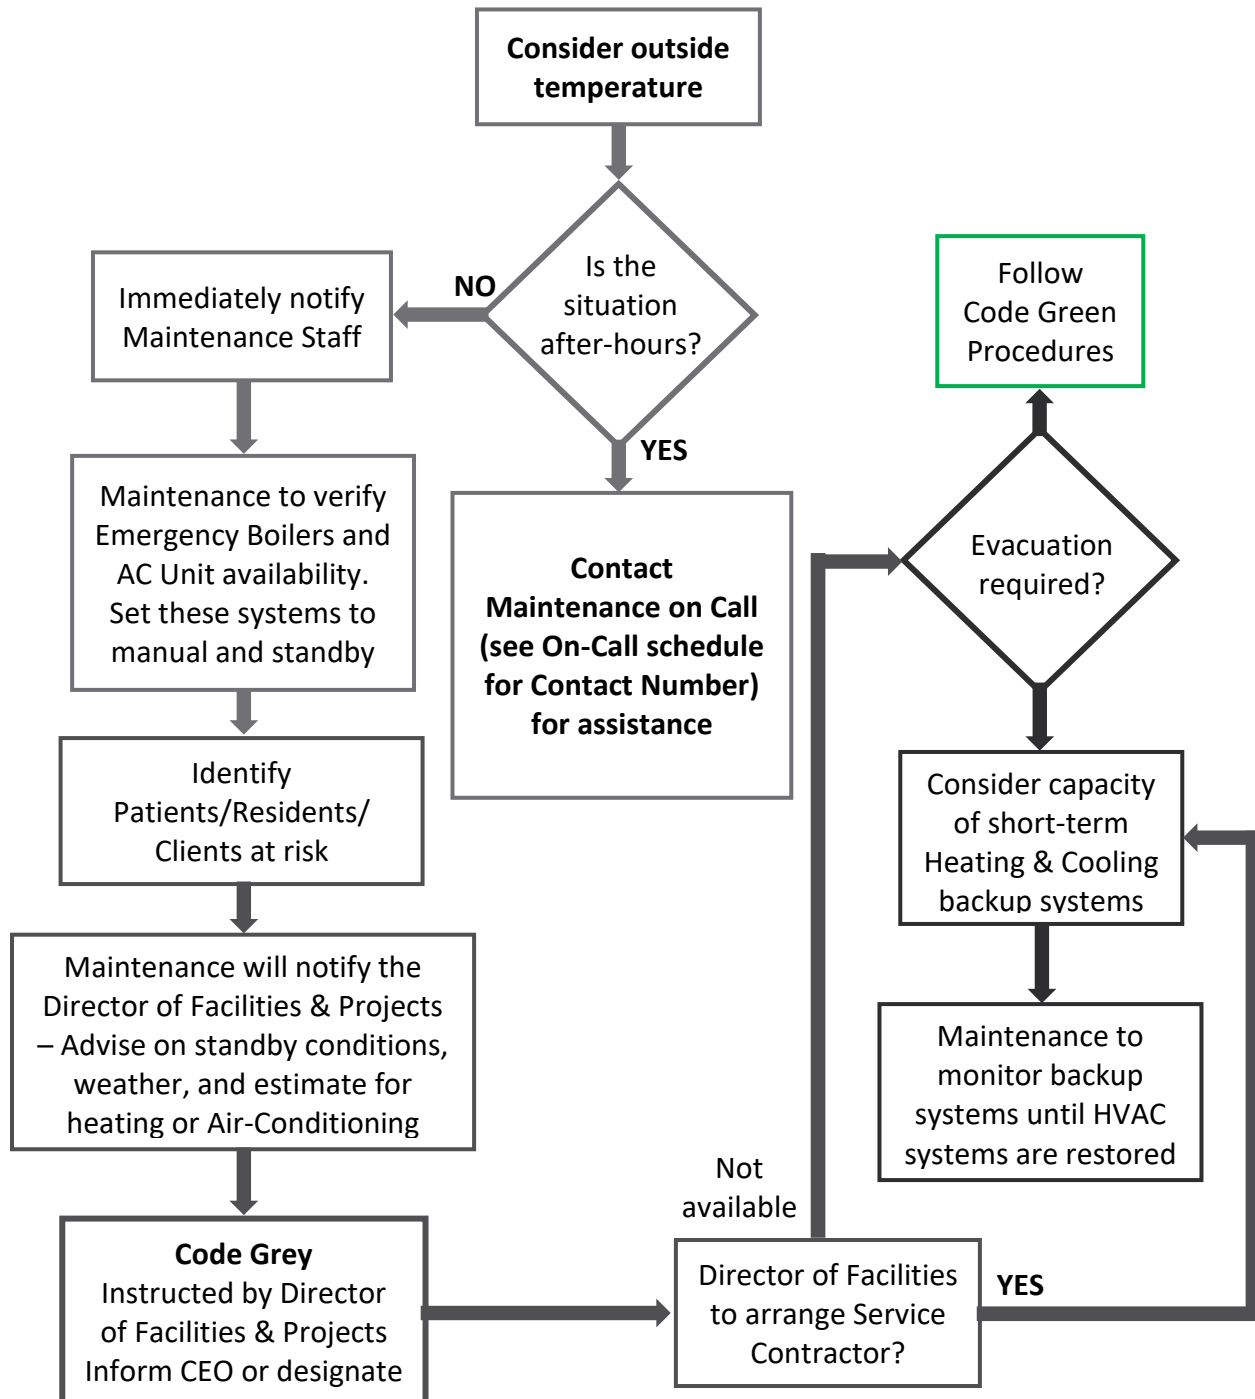 Consider outside
temperature
Is the
situation
after-hours?
NO
YES
Immediately notify
Maintenance Staff
Maintenance to verify
Emergency Boilers and
AC Unit availability.
Set these systems to
manual and standby
Identify
Patients/Residents/
Clients at risk
Maintenance will notify the
Director of Facilities & Projects
– Advise on standby conditions,
weather, and estimate for
heating or Air-Conditioning
Code Grey
Instructed by Director
of Facilities & Projects
Inform CEO or designate
Contact
Maintenance on Call
(see On-Call schedule
for Contact Number)
for assistance
Director of Facilities
to arrange Service
Contractor?
Not
available
YES
Evacuation
required?
Follow
Code Green
Procedures
Consider capacity
of short-term
Heating & Cooling
backup systems
Maintenance to
monitor backup
systems until HVAC
systems are restored